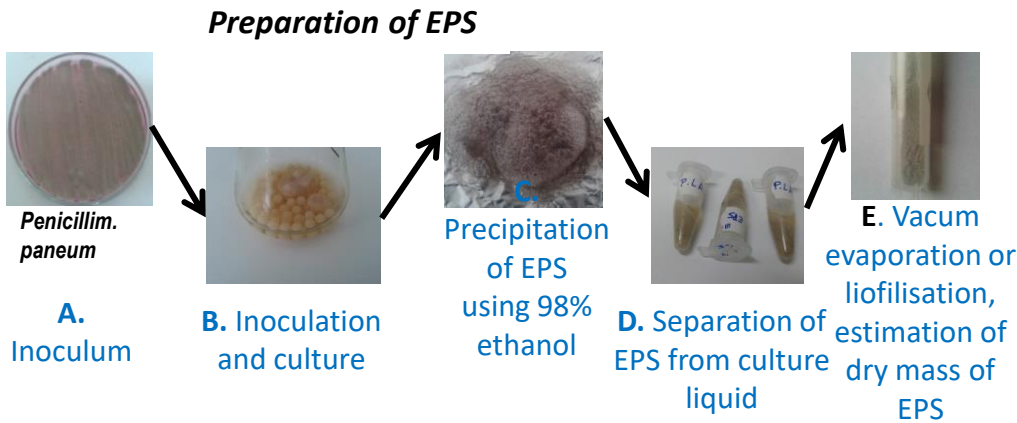 Preparation of EPS
Penicillim.
paneum
A.
Inoculum
B. Inoculation
and culture
C.
Precipitation
of EPS
using 98%
ethanol
P.Lk
D. Separation of
EPS from culture
liquid
E. Vacum
evaporation or
liofilisation,
estimation of
dry mass of
EPS